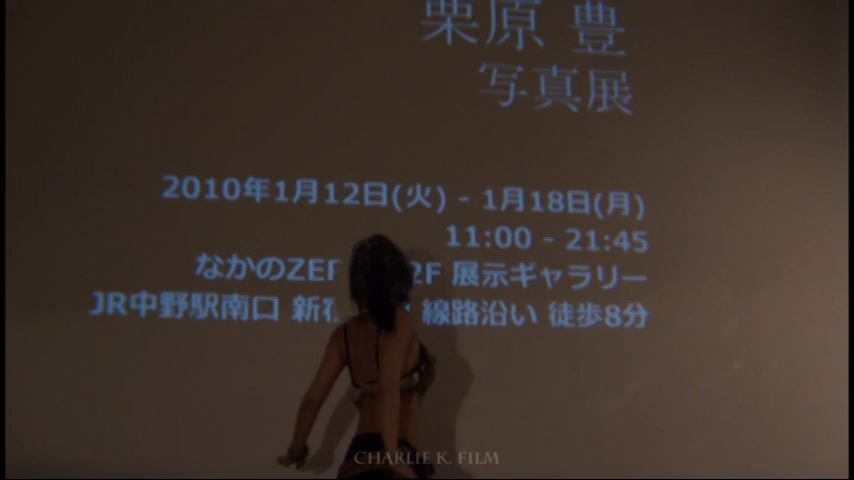 栗原 豊
写真展
2010年1月12日(火) - 1月18日(月)
11:00 - 21:45
なかのZE 2F 展示ギャラリー
JR中野駅南口 新宿 線路沿い 徒歩8分
CHARLIE K. FILM